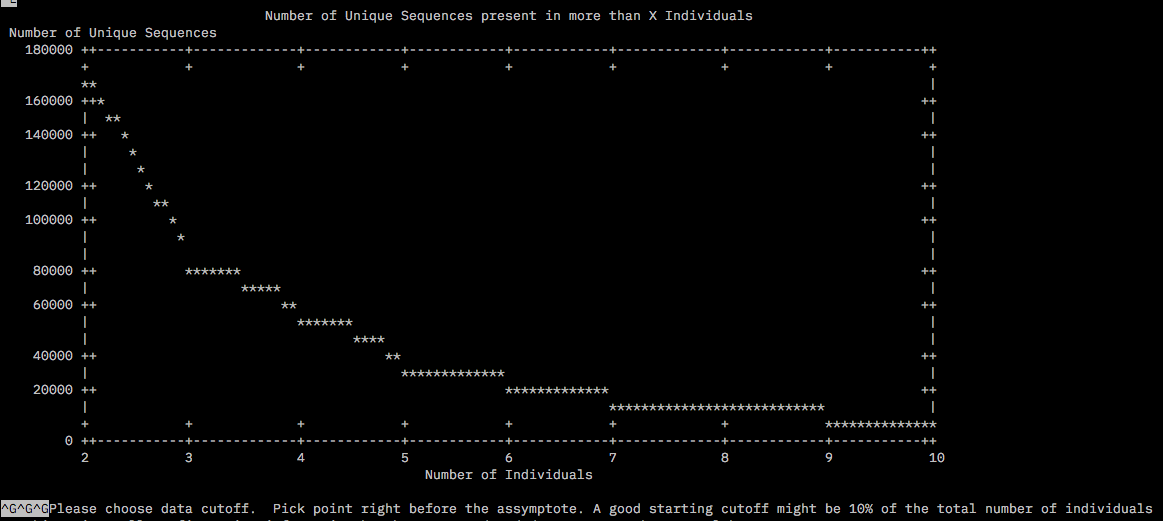 Number of Unique Sequences present in more than X Individuals
Number of Unique Sequences
180000 ++-----------+-------------+------------+------------+------------+-------------+------------+-----------++
+ + + + + + + + +
** |
160000 ++* ++
| ** |
140000 ++ * ++
| * |
| * |
120000 ++ * ++
| ** |
100000 ++ * ++
| * |
| |
80000 ++ ******* ++
| ***** |
60000 ++ ** ++
| ******* |
| **** |
40000 ++ ** ++
| ************* |
20000 ++ ************* ++
| *************************** |
+ + + + + + + **************
0 ++-----------+-------------+------------+------------+------------+-------------+------------+-----------++
2 3 4 5 6 7 8 9 10
Number of Individuals
^G^G^GPlease choose data cutoff. Pick point right before the assymptote. A good starting cutoff might be 10% of the total number of individuals